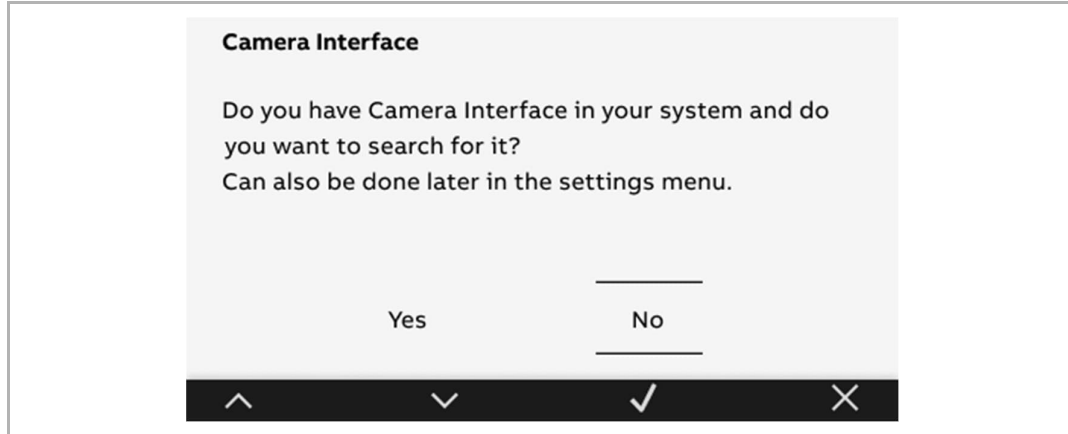 Camera Interface
Do you have Camera Interface in your system and do
you want to search for it?
Can also be done later in the settings menu.
Yes No